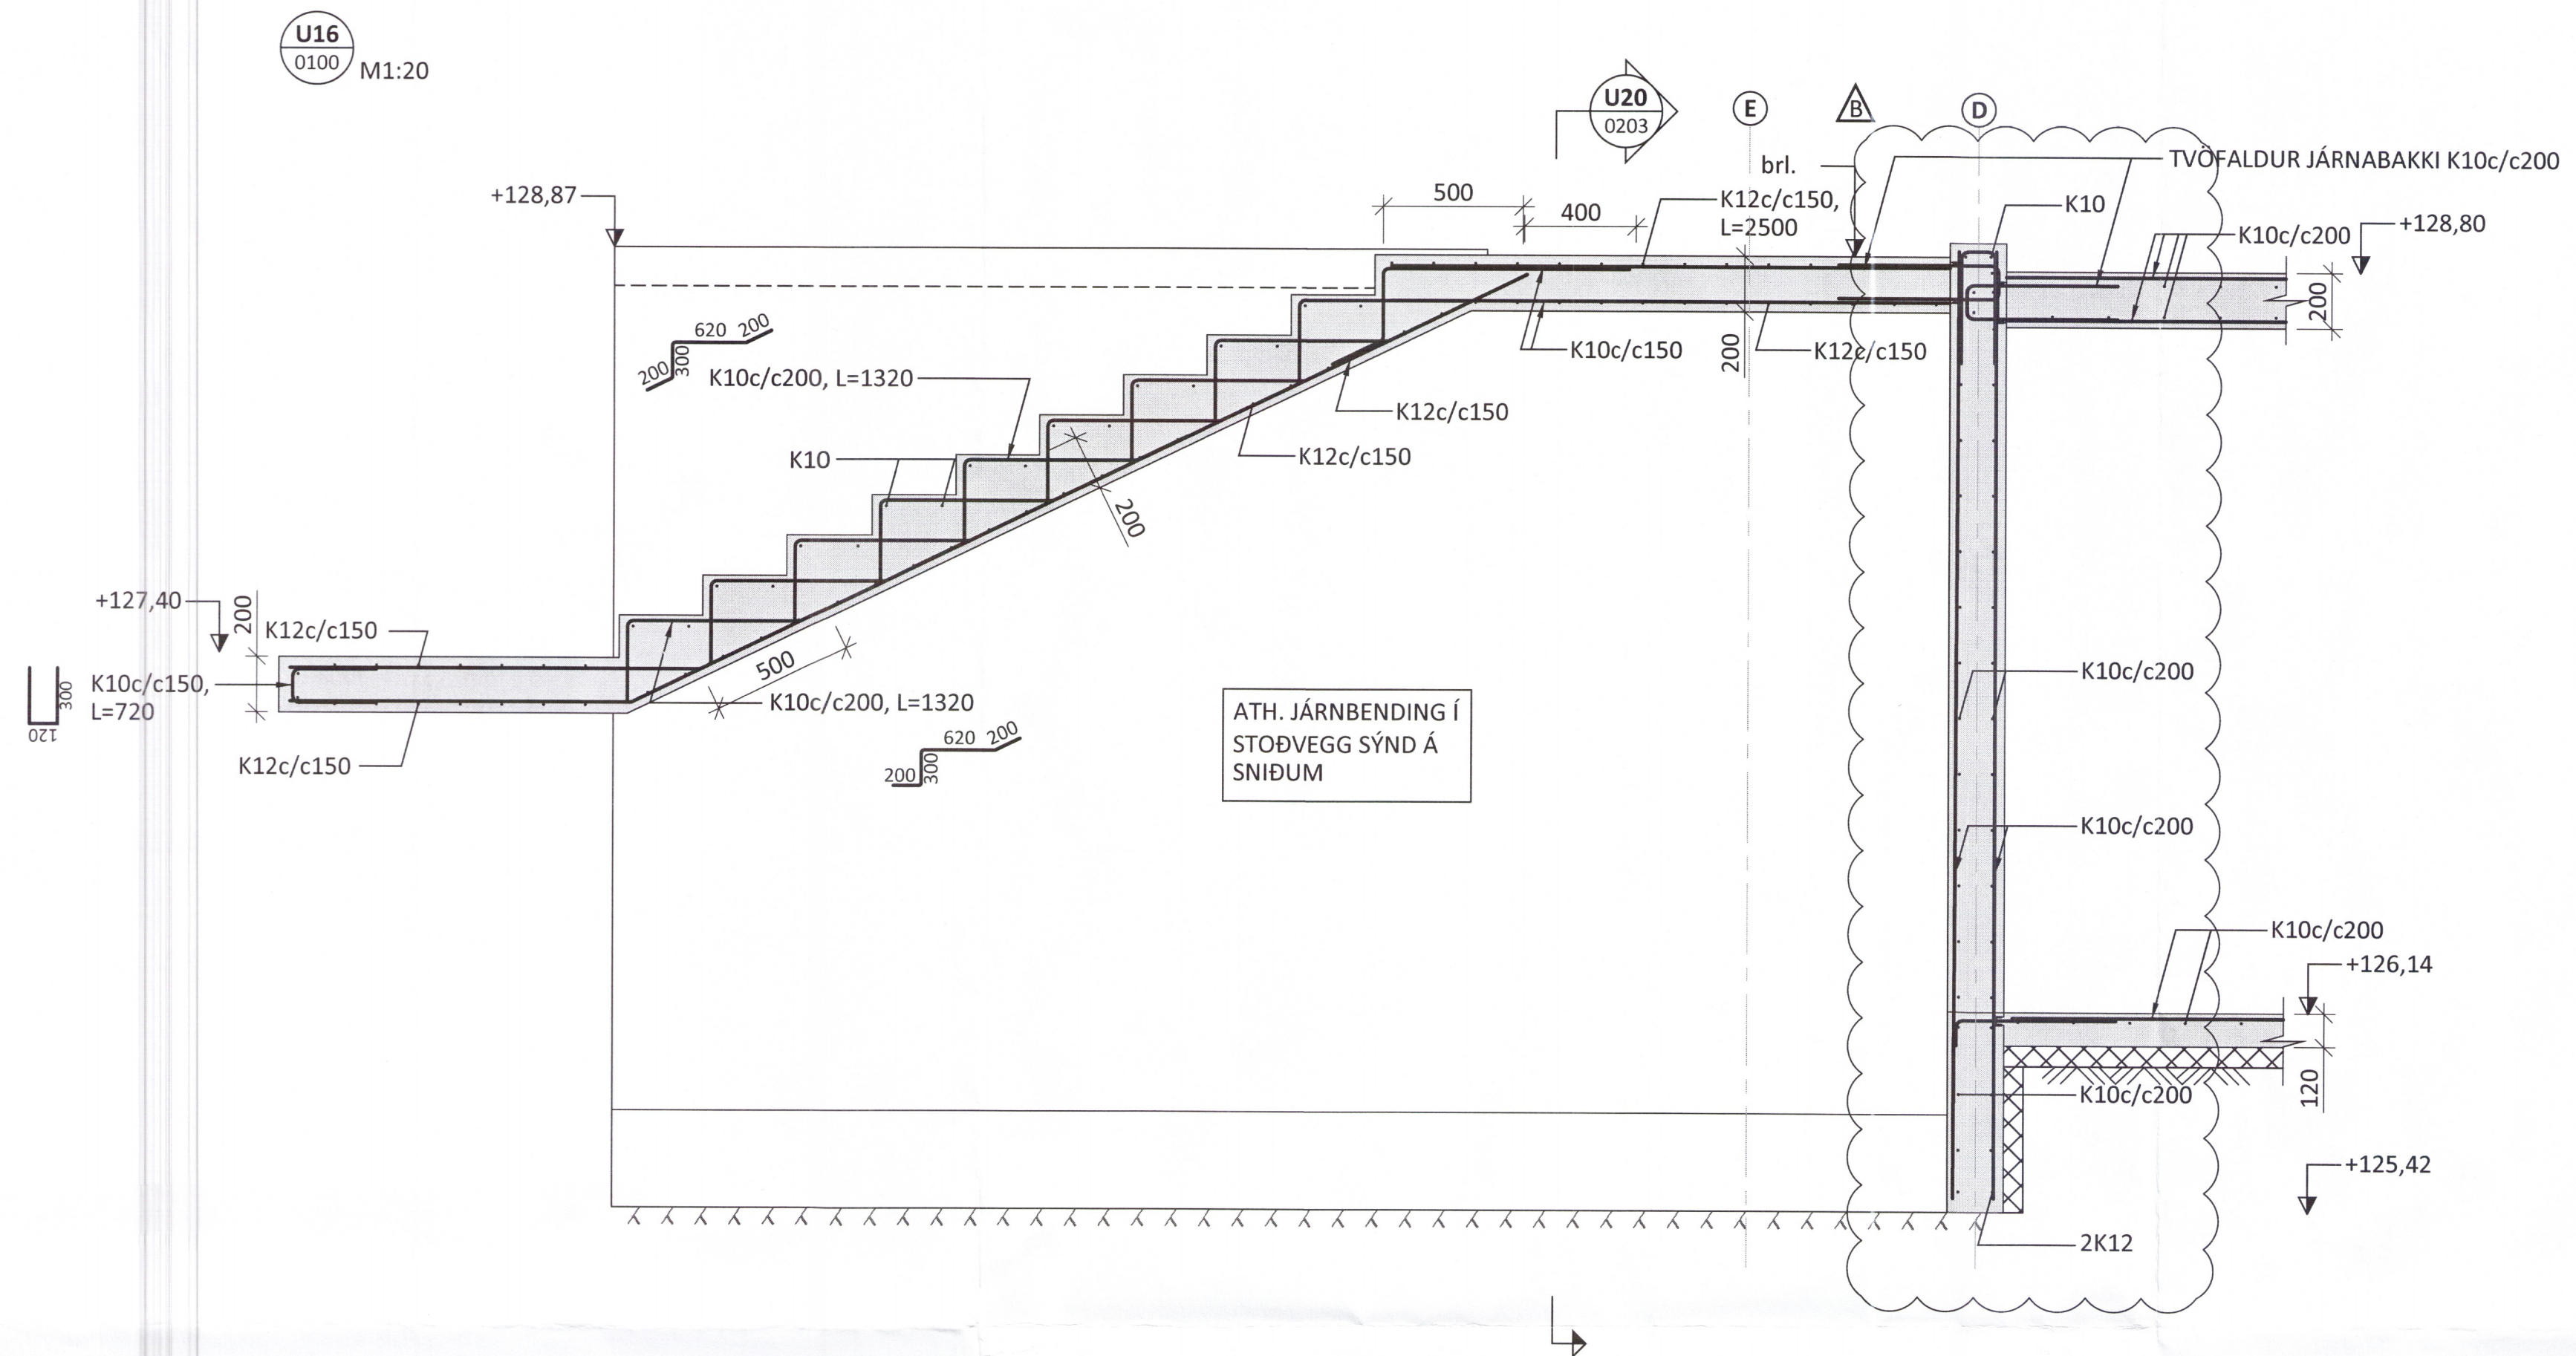 U16
0100
M1:20
U20
0203
E
B
D
brl.
TVÖFALDUR JÁRNABAKKI K10c/c200
+128,87
500
400
K12c/c150,
L=2500
K10
K10c/c200
+128,80
200
K10c/c150
200
K12c/c150
620
200
300
200
K10c/c200, L=1320
K12c/c150
K12c/c150
K10
200
+127,40
200
K12c/c150
K10c/c150,
L=720
300
120
K12c/c150
500
K10c/c200, L=1320
620
200
300
200
ATH. JÁRNBENDING Í
STOÐVEGG SÝND Á
SNIÐUM
K10c/c200
K10c/c200
K10c/c200
+126,14
120
K10c/c200
+125,42
2K12